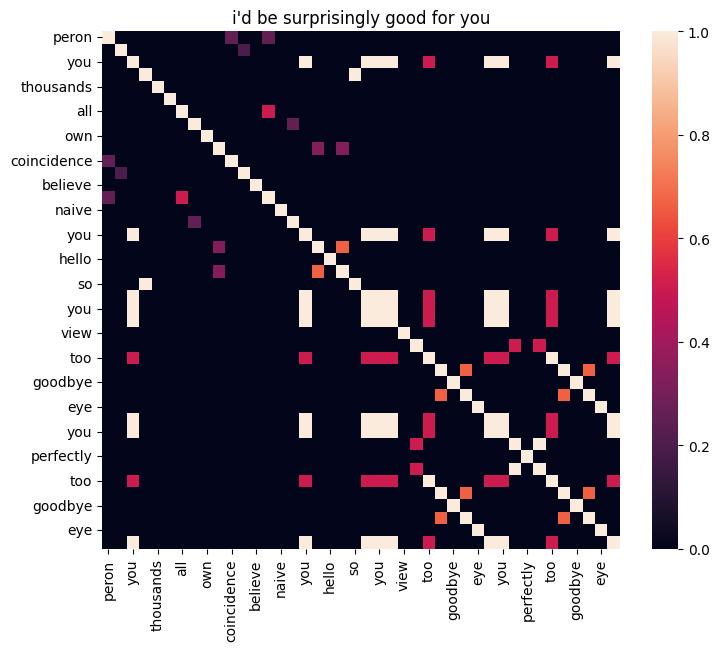 i'd be surprisingly good for you
peron
you
thousands
all
own
coincidence
believe
naive
you
hello
so
you
view
too
goodbye
eye
you
perfectly
too
goodbye
eye
1.0
0.8
0.6
0.4
0.2
0.0
peron
you
thousands
all
own
coincidence
believe
naive
you
hello
so
you
view
too
goodbye
eye
you
perfectly
too
goodbye
eye